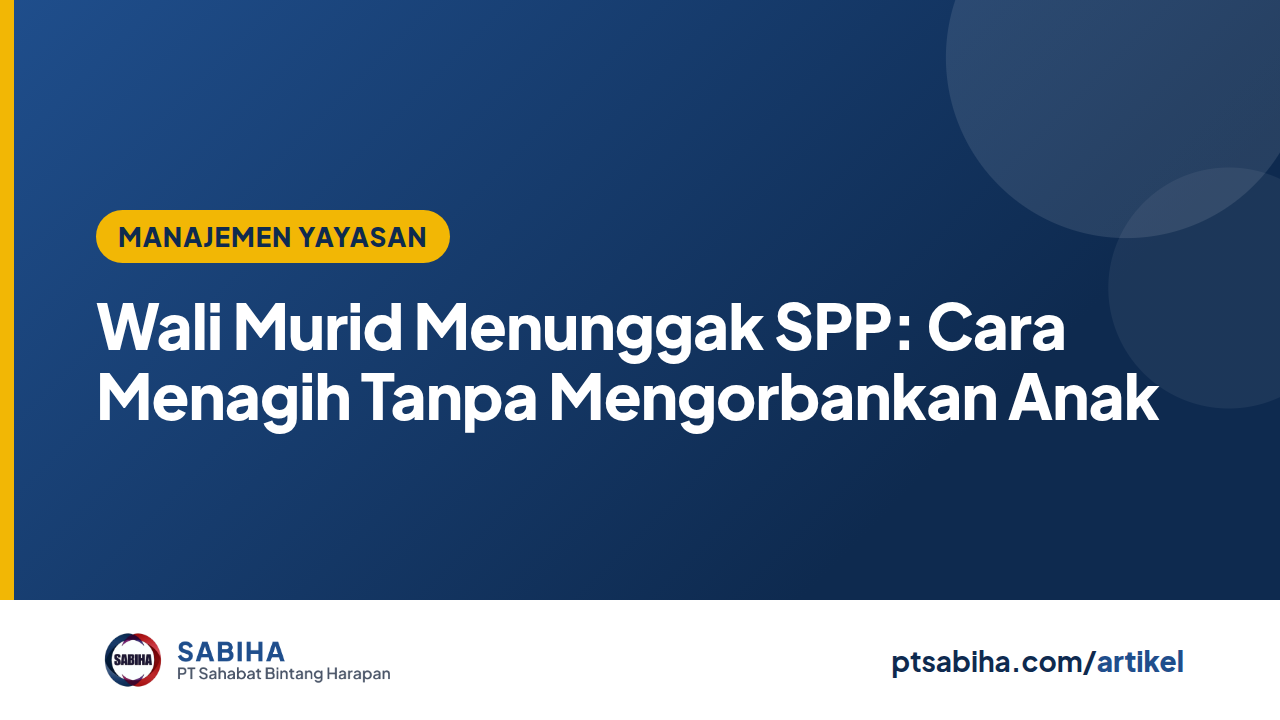 MANAJEMEN YAYASAN
Wali Murid Menunggak SPP: Cara
Menagih Tanpa Mengorbankan Anak
SABIHA
SABIHA
PT Sahabat Bintang Harapan
ptsabiha.com/artikel